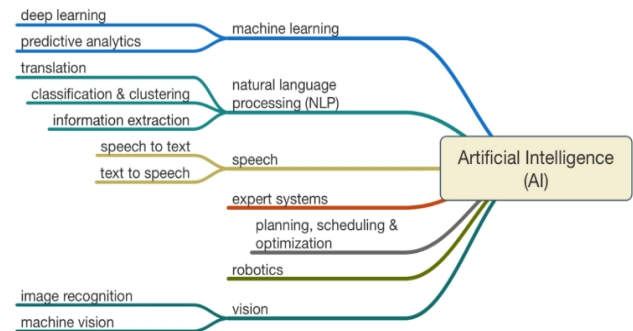 deep learning
predictive analytics
machine learning
translation
classification & clustering
information extraction
natural language
processing (NLP)
speech to text
text to speech
speech
expert systems
planning, scheduling &
optimization
robotics
image recognition
machine vision
vision
Artificial Intelligence
(AI)